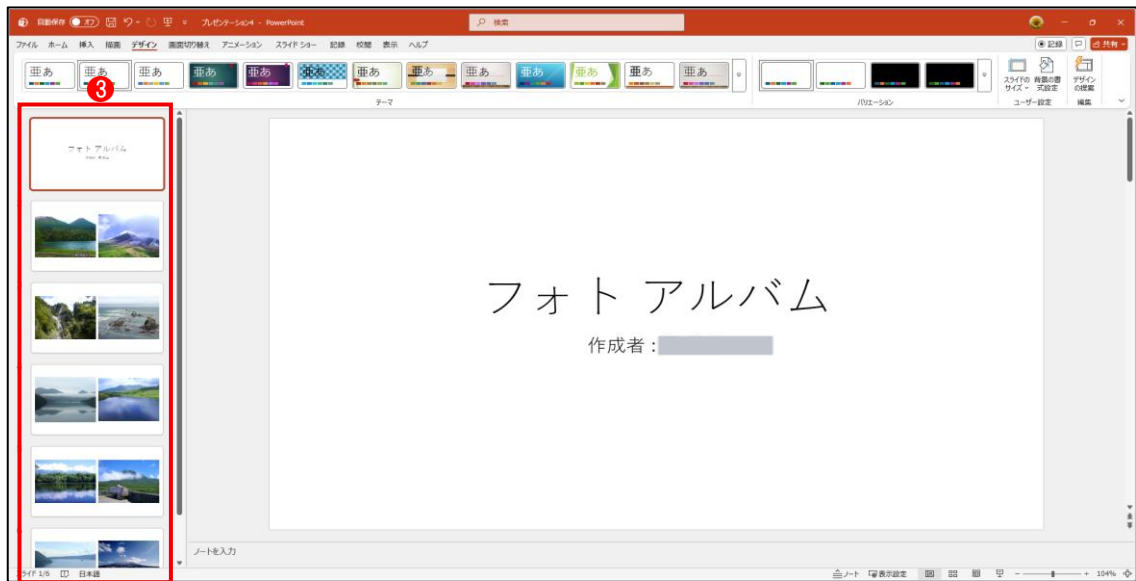 自動保存 オフ プレゼンテーション4 - PowerPoint 検索
ファイル ホーム 挿入 描画 デザイン 画面切り替え アニメーション スライド ショー 記録 校閲 表示 ヘルプ 記録 共有
亜あ 亜あ 亜あ 亜あ 亜あ 亜あ 亜あ 亜あ 亜あ 亜あ 亜あ 亜あ 亜あ
スライドの サイズ 背景の書式設定 デザインの提案
テーマ バリエーション ユーザー設定 編集
3
フォト アルバム
フォト アルバム
作成者 :
ノートを入力
スライド 1/6 日本語 ノート 表示設定 104%